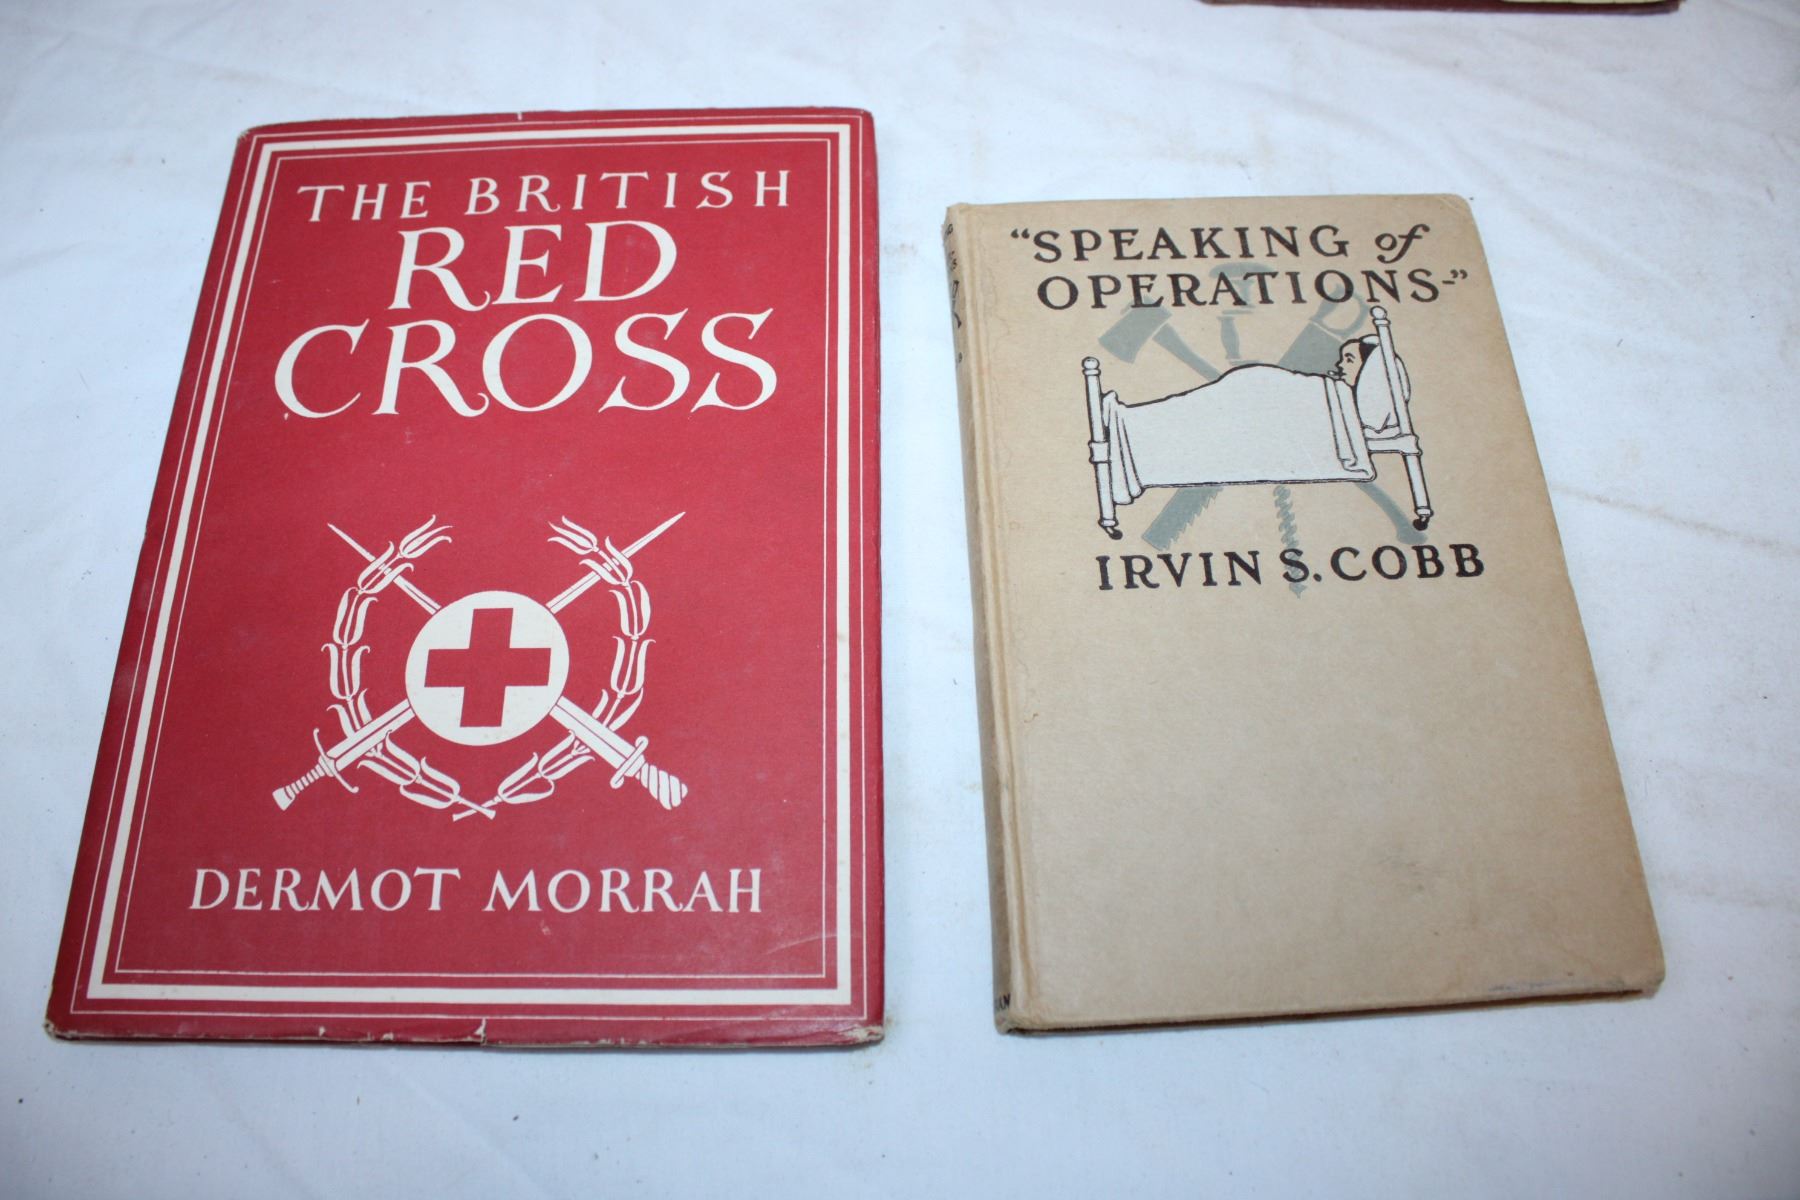 THE BRITISH
RED
CROSS
DERMOT MORRAH
"SPEAKING of
OPERATIONS-"
IRVIN S. COBB